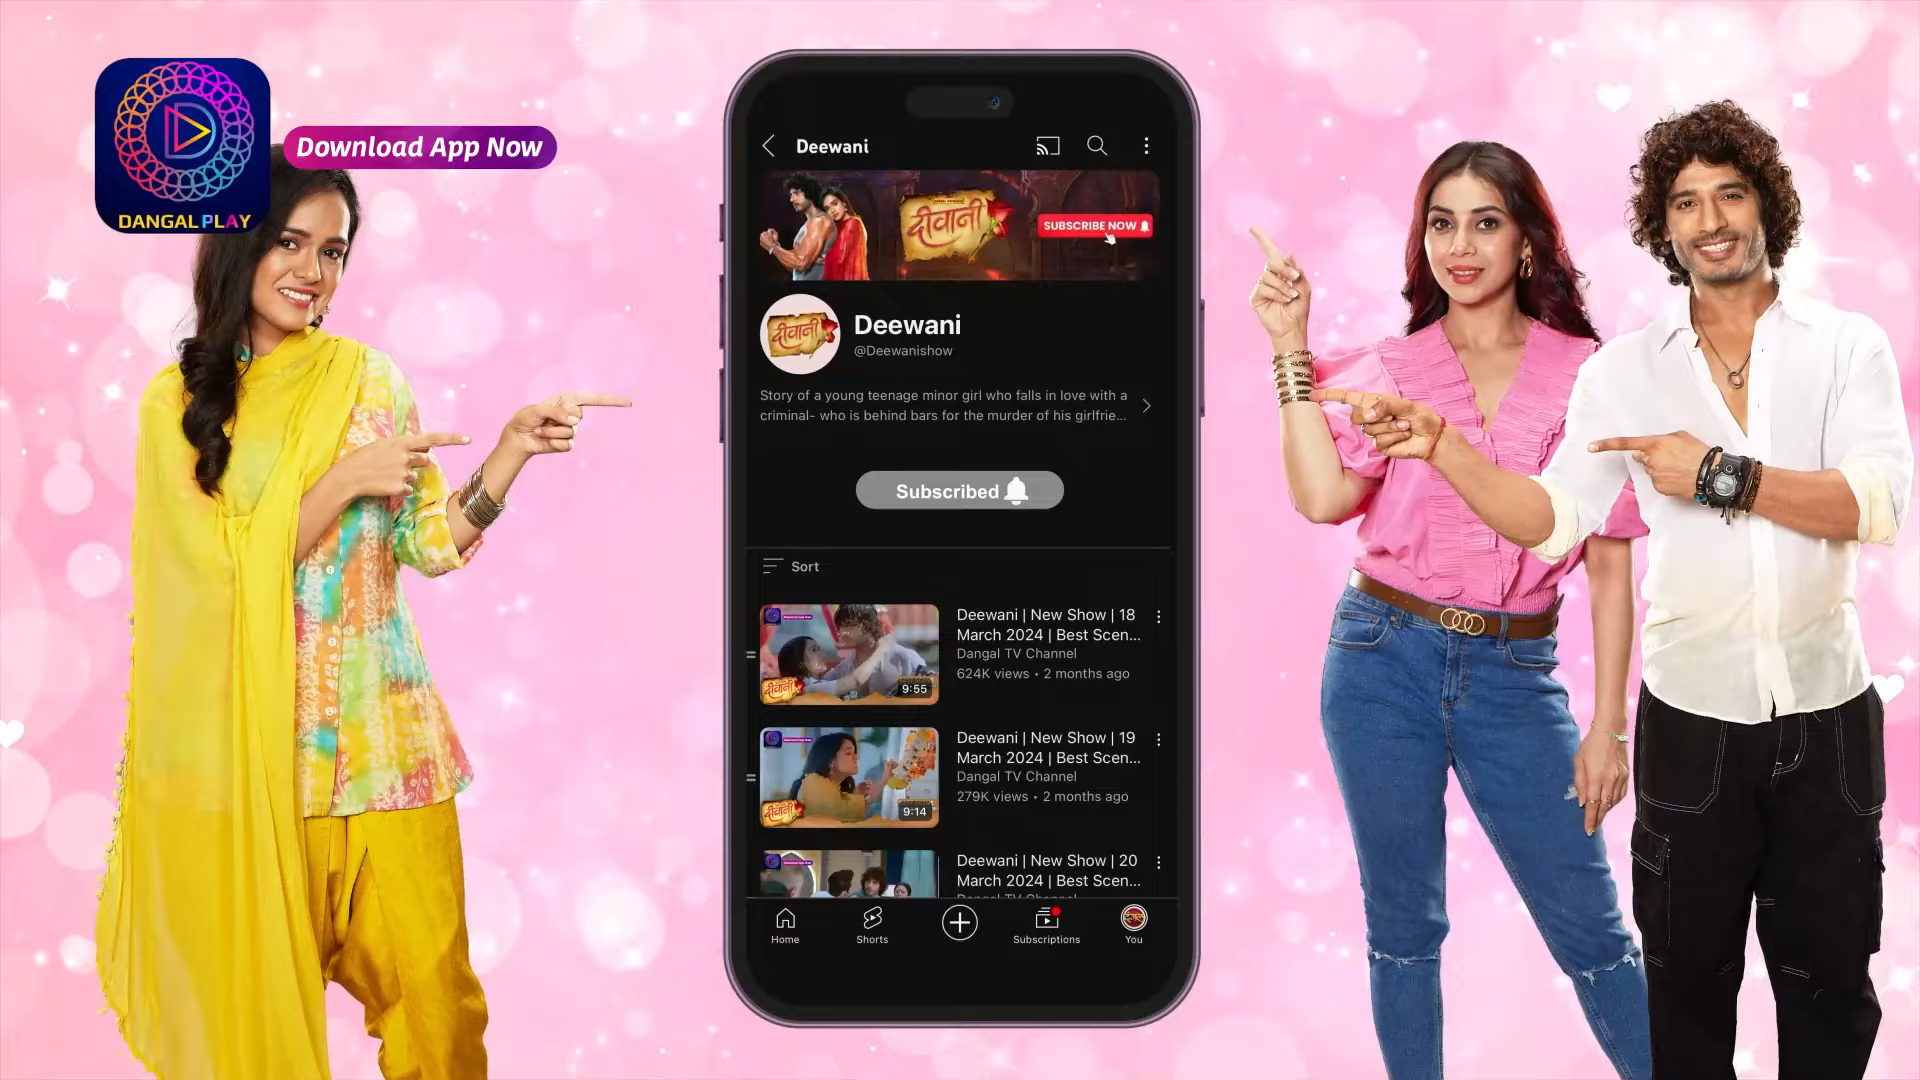 DANGAL PLAY
Download App Now
Deewani
दीवानी
SUBSCRIBE NOW
दीवानी
Deewani
@Deewanishow
Story of a young teenage minor girl who falls in love with a
criminal- who is behind bars for the murder of his girlfrie...
Subscribed
Sort
Deewani | New Show | 18
March 2024 | Best Scen...
Dangal TV Channel
624K views • 2 months ago
दीवानी
9:55
Deewani | New Show | 19
March 2024 | Best Scen...
Dangal TV Channel
279K views • 2 months ago
दीवानी
9:14
Deewani | New Show | 20
March 2024 | Best Scen...
Dangal TV Channel
Home
Shorts
Subscriptions
You